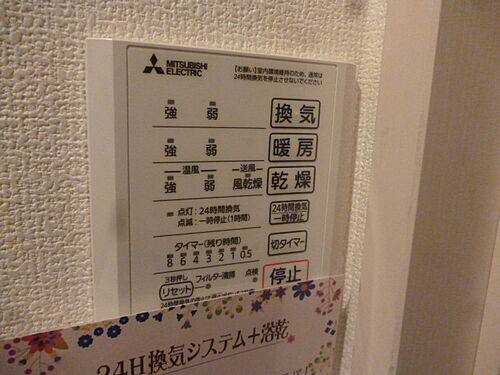 MITSUBISHI
ELECTRIC
【お願い】室内環境維持のため、通常は
24時間換気を停止させないでください
強 弱 換気
強 弱 暖房
温風 送風
強 弱 風乾燥 乾燥
点灯:24時間換気
点滅:一時停止(1時間)
24時間換気
一時停止
タイマー(残り時間)
8 6 4 3 2 1 0.5
切タイマー
3秒押し
リセット フィルター清掃 点検
停止
24H換気システム+浴乾